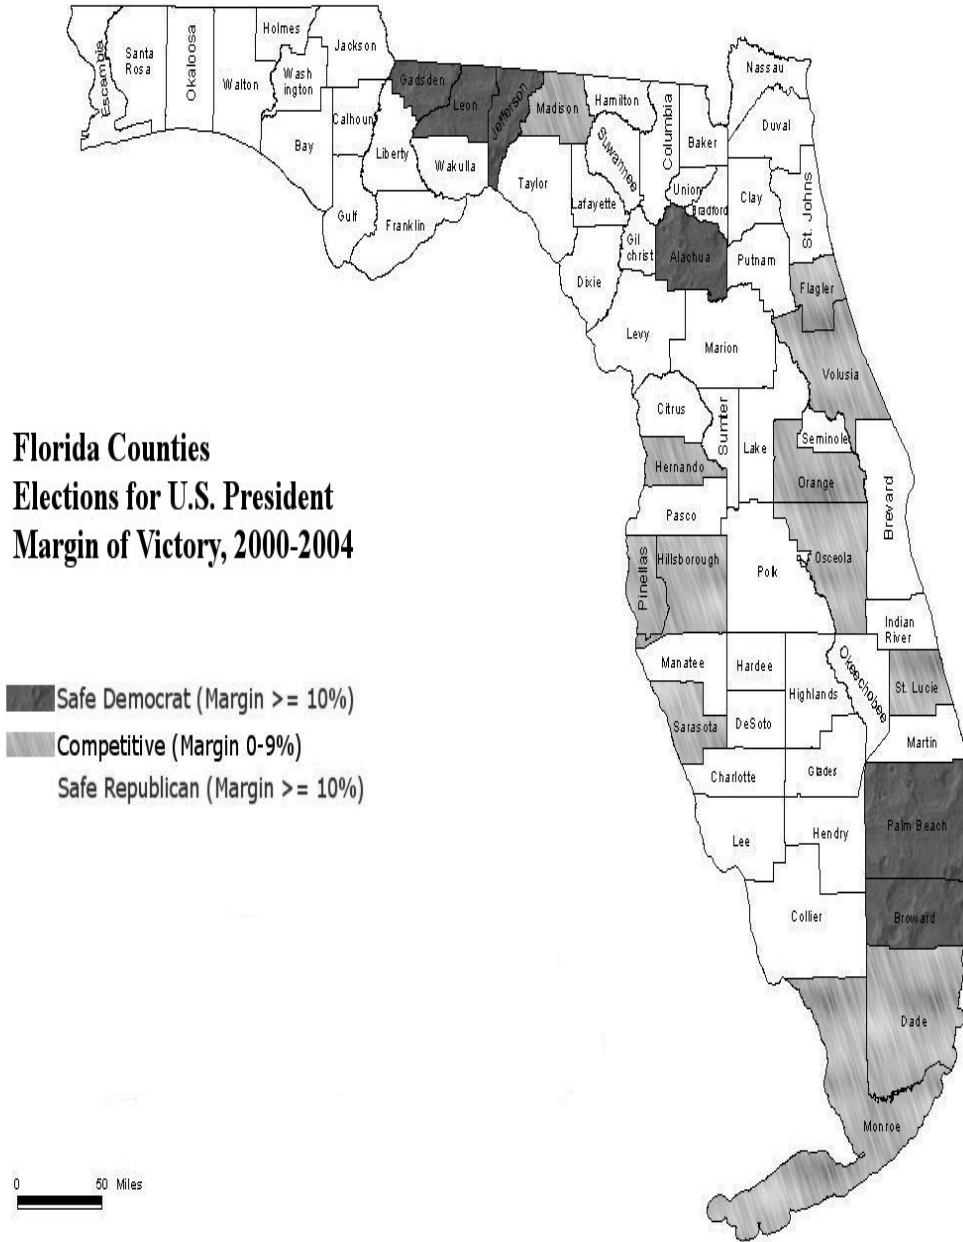 Holmes
Jackson
Escambia
Santa
Rosa
Okaloosa
Walton
Wash
ington
Bay
Calhoun
Gulf
Liberty
Franklin
Gadsden
Leon
Wakulla
Jefferson
Madison
Taylor
Hamilton
Suwannee
Lafayette
Columbia
Baker
Nassau
Duval
Union
Bradford
Clay
St. Johns
Gil
christ
Alachua
Putnam
Dixie
Flagler
Levy
Marion
Volusia
Citrus
Sumter
Lake
Seminole
Hernando
Orange
Brevard
Pasco
Pinellas
Hillsborough
Polk
Osceola
Indian
River
Manatee
Hardee
Highlands
Okeechobee
St. Lucie
Sarasota
DeSoto
Martin
Charlotte
Glades
Lee
Hendry
Palm Beach
Collier
Broward
Dade
Monroe
Florida Counties
Elections for U.S. President
Margin of Victory, 2000-2004
Safe Democrat (Margin >= 10%)
Competitive (Margin 0-9%)
Safe Republican (Margin >= 10%)
0 50 Miles